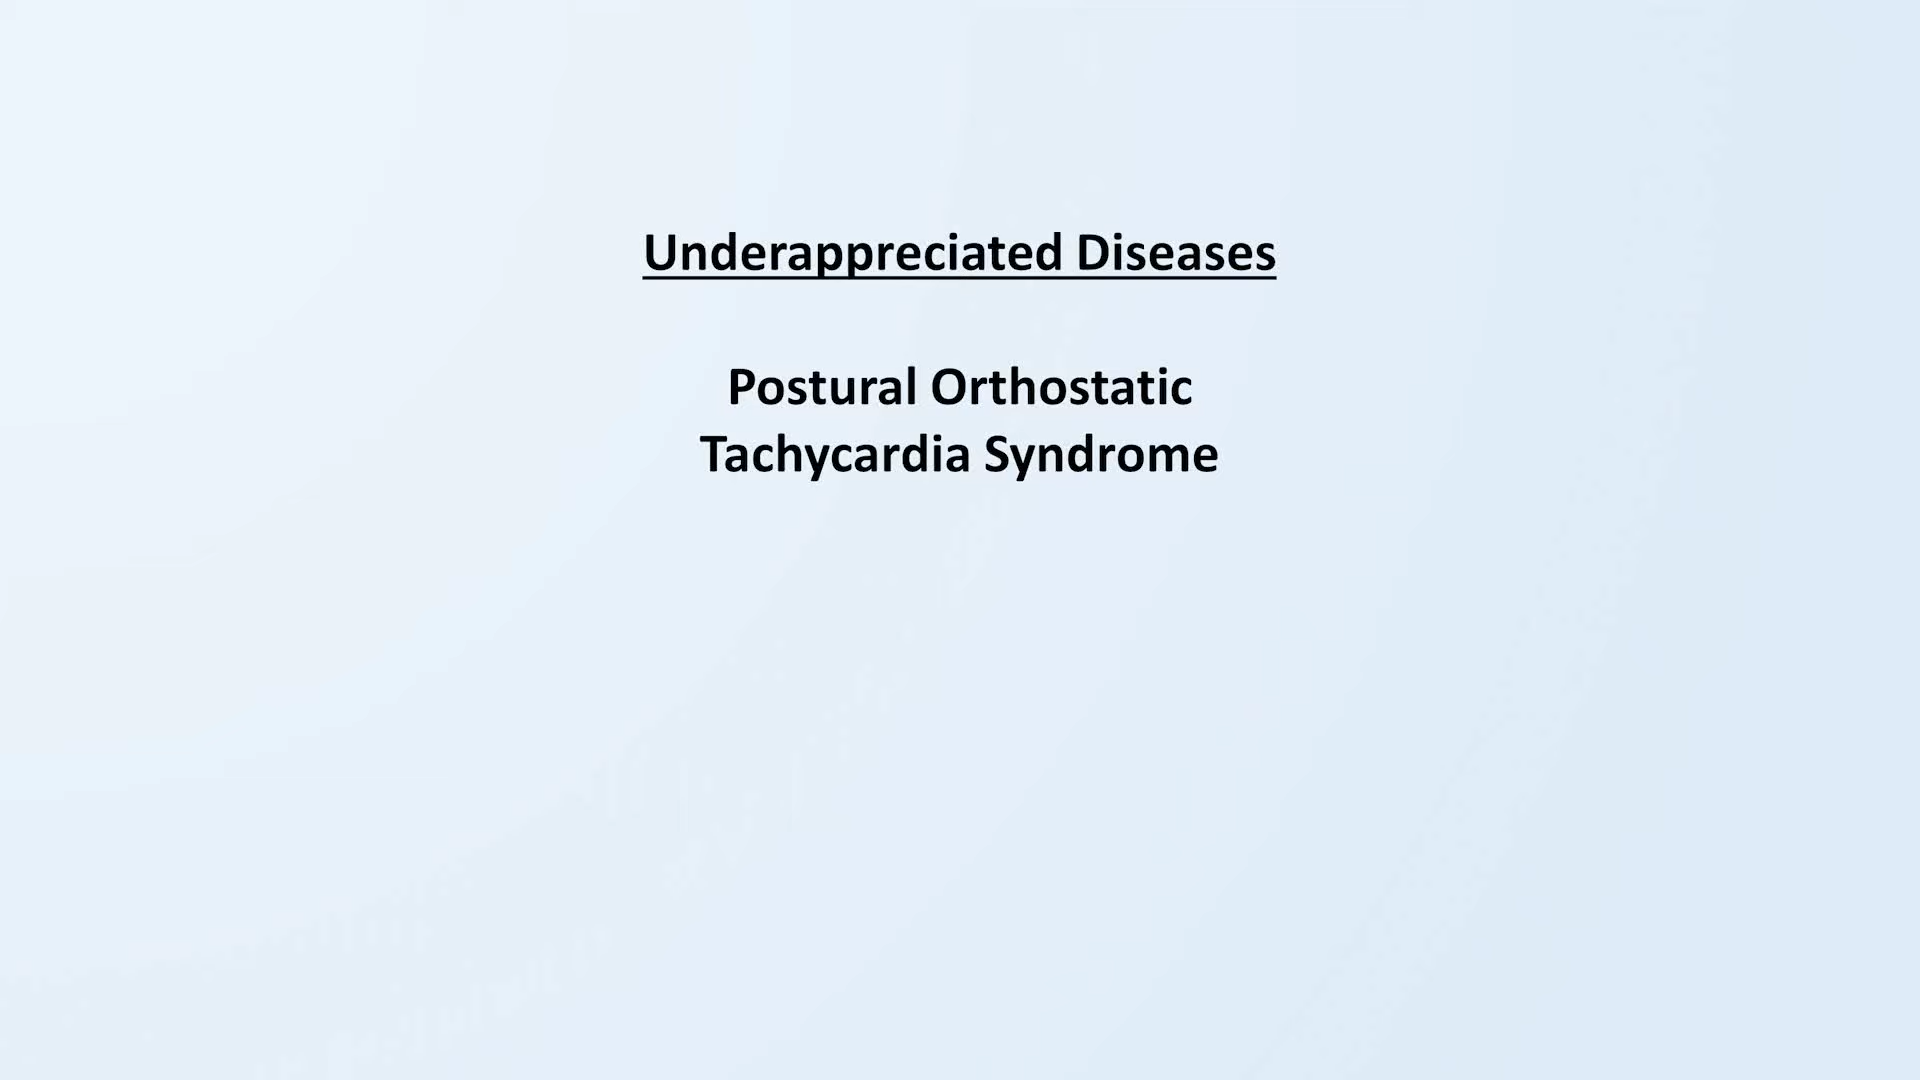 Underappreciated Diseases
Postural Orthostatic
Tachycardia Syndrome